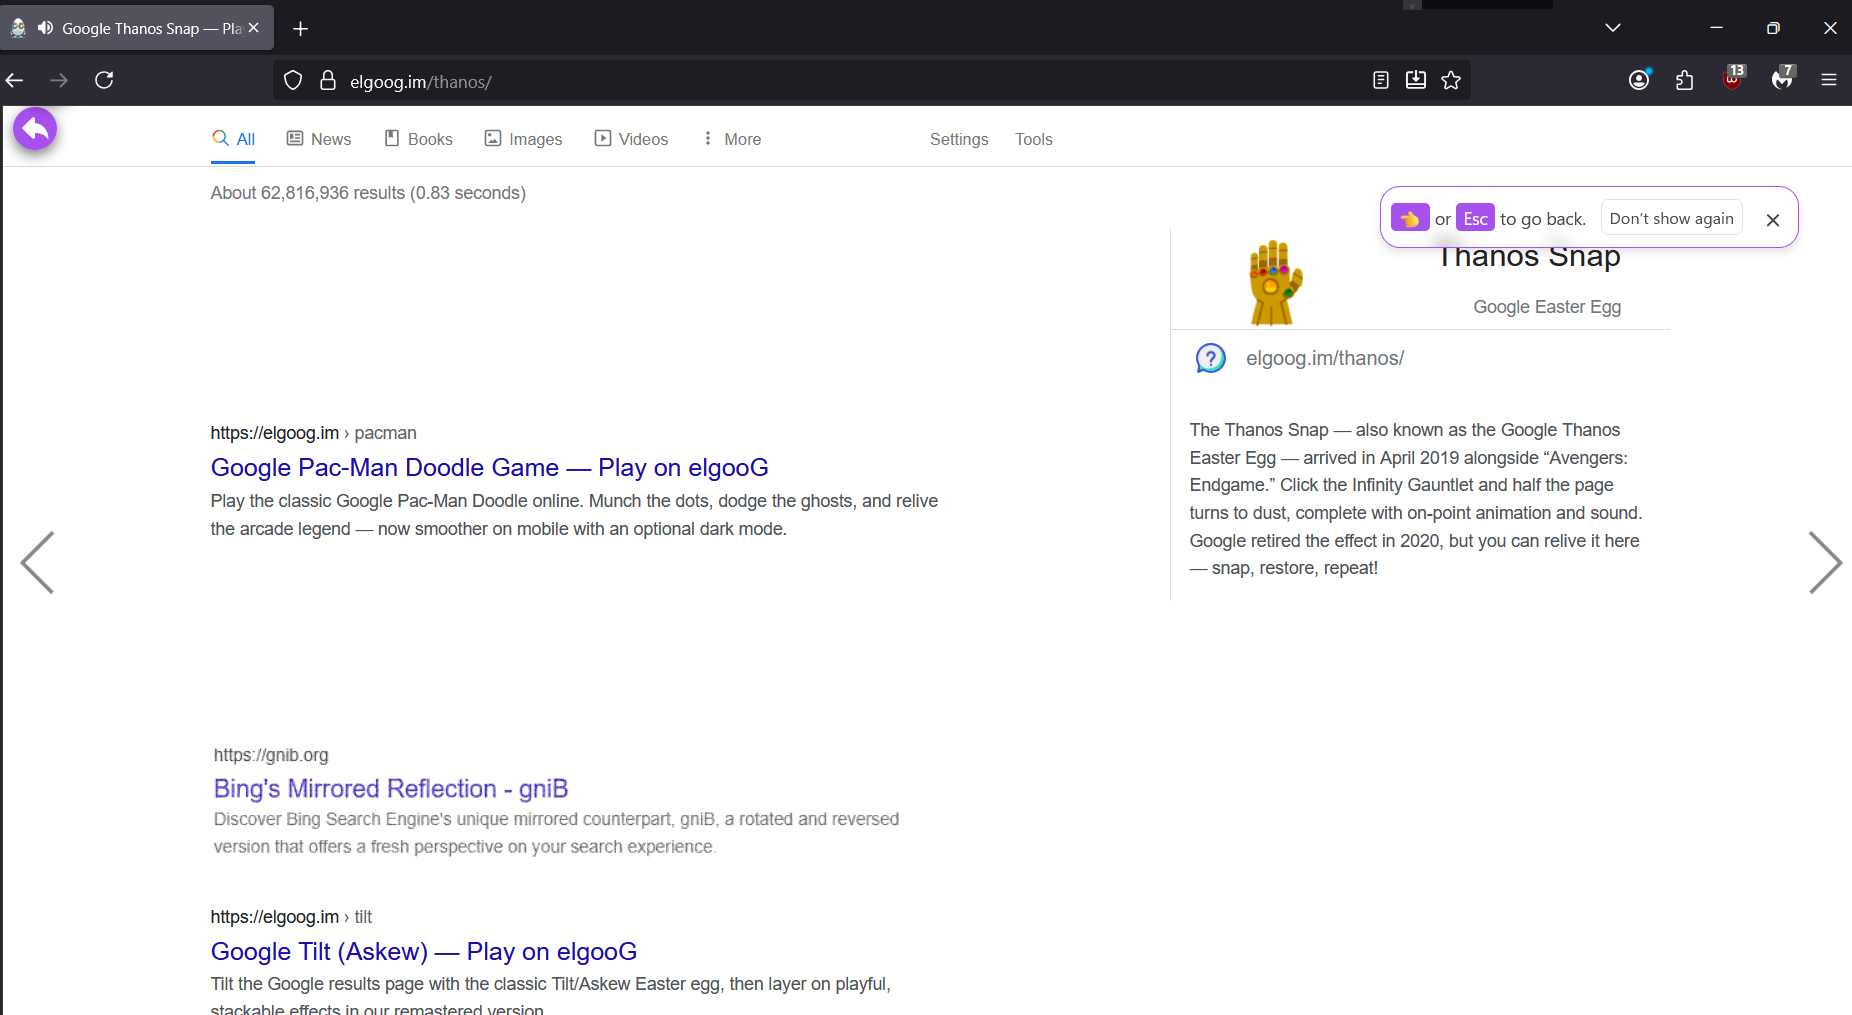 Google Thanos Snap — Pla
elgoog.im/thanos/
13
7
All
News
Books
Images
Videos
More
Settings
Tools
About 62,816,936 results (0.83 seconds)
or Esc to go back.
Don't show again
Thanos Snap
Google Easter Egg
elgoog.im/thanos/
The Thanos Snap — also known as the Google Thanos
Easter Egg — arrived in April 2019 alongside “Avengers:
Endgame.” Click the Infinity Gauntlet and half the page
turns to dust, complete with on-point animation and sound.
Google retired the effect in 2020, but you can relive it here
— snap, restore, repeat!
https://elgoog.im › pacman
Google Pac-Man Doodle Game — Play on elgooG
Play the classic Google Pac-Man Doodle online. Munch the dots, dodge the ghosts, and relive
the arcade legend — now smoother on mobile with an optional dark mode.
https://gnib.org
Bing's Mirrored Reflection - gniB
Discover Bing Search Engine's unique mirrored counterpart, gniB, a rotated and reversed
version that offers a fresh perspective on your search experience.
https://elgoog.im › tilt
Google Tilt (Askew) — Play on elgooG
Tilt the Google results page with the classic Tilt/Askew Easter egg, then layer on playful,
stackable effects in our remastered version